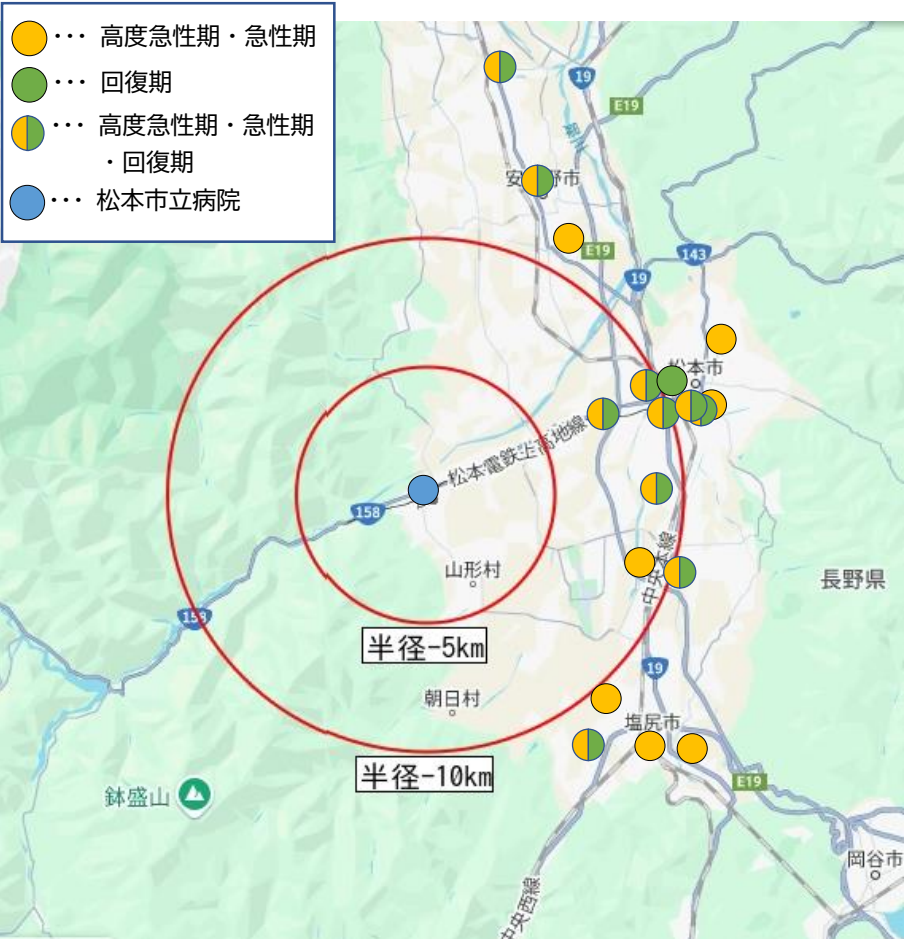 … 高度急性期・急性期
… 回復期
… 高度急性期・急性期
・回復期
… 松本市立病院
19
E19
安
野市
E19
143
19
松本市
松本電鉄上高地線
158
山形村
中央本線
長野県
158
半径-5km
19
朝日村
塩尻市
半径-10km
鉢盛山
E19
岡谷市
中央西線